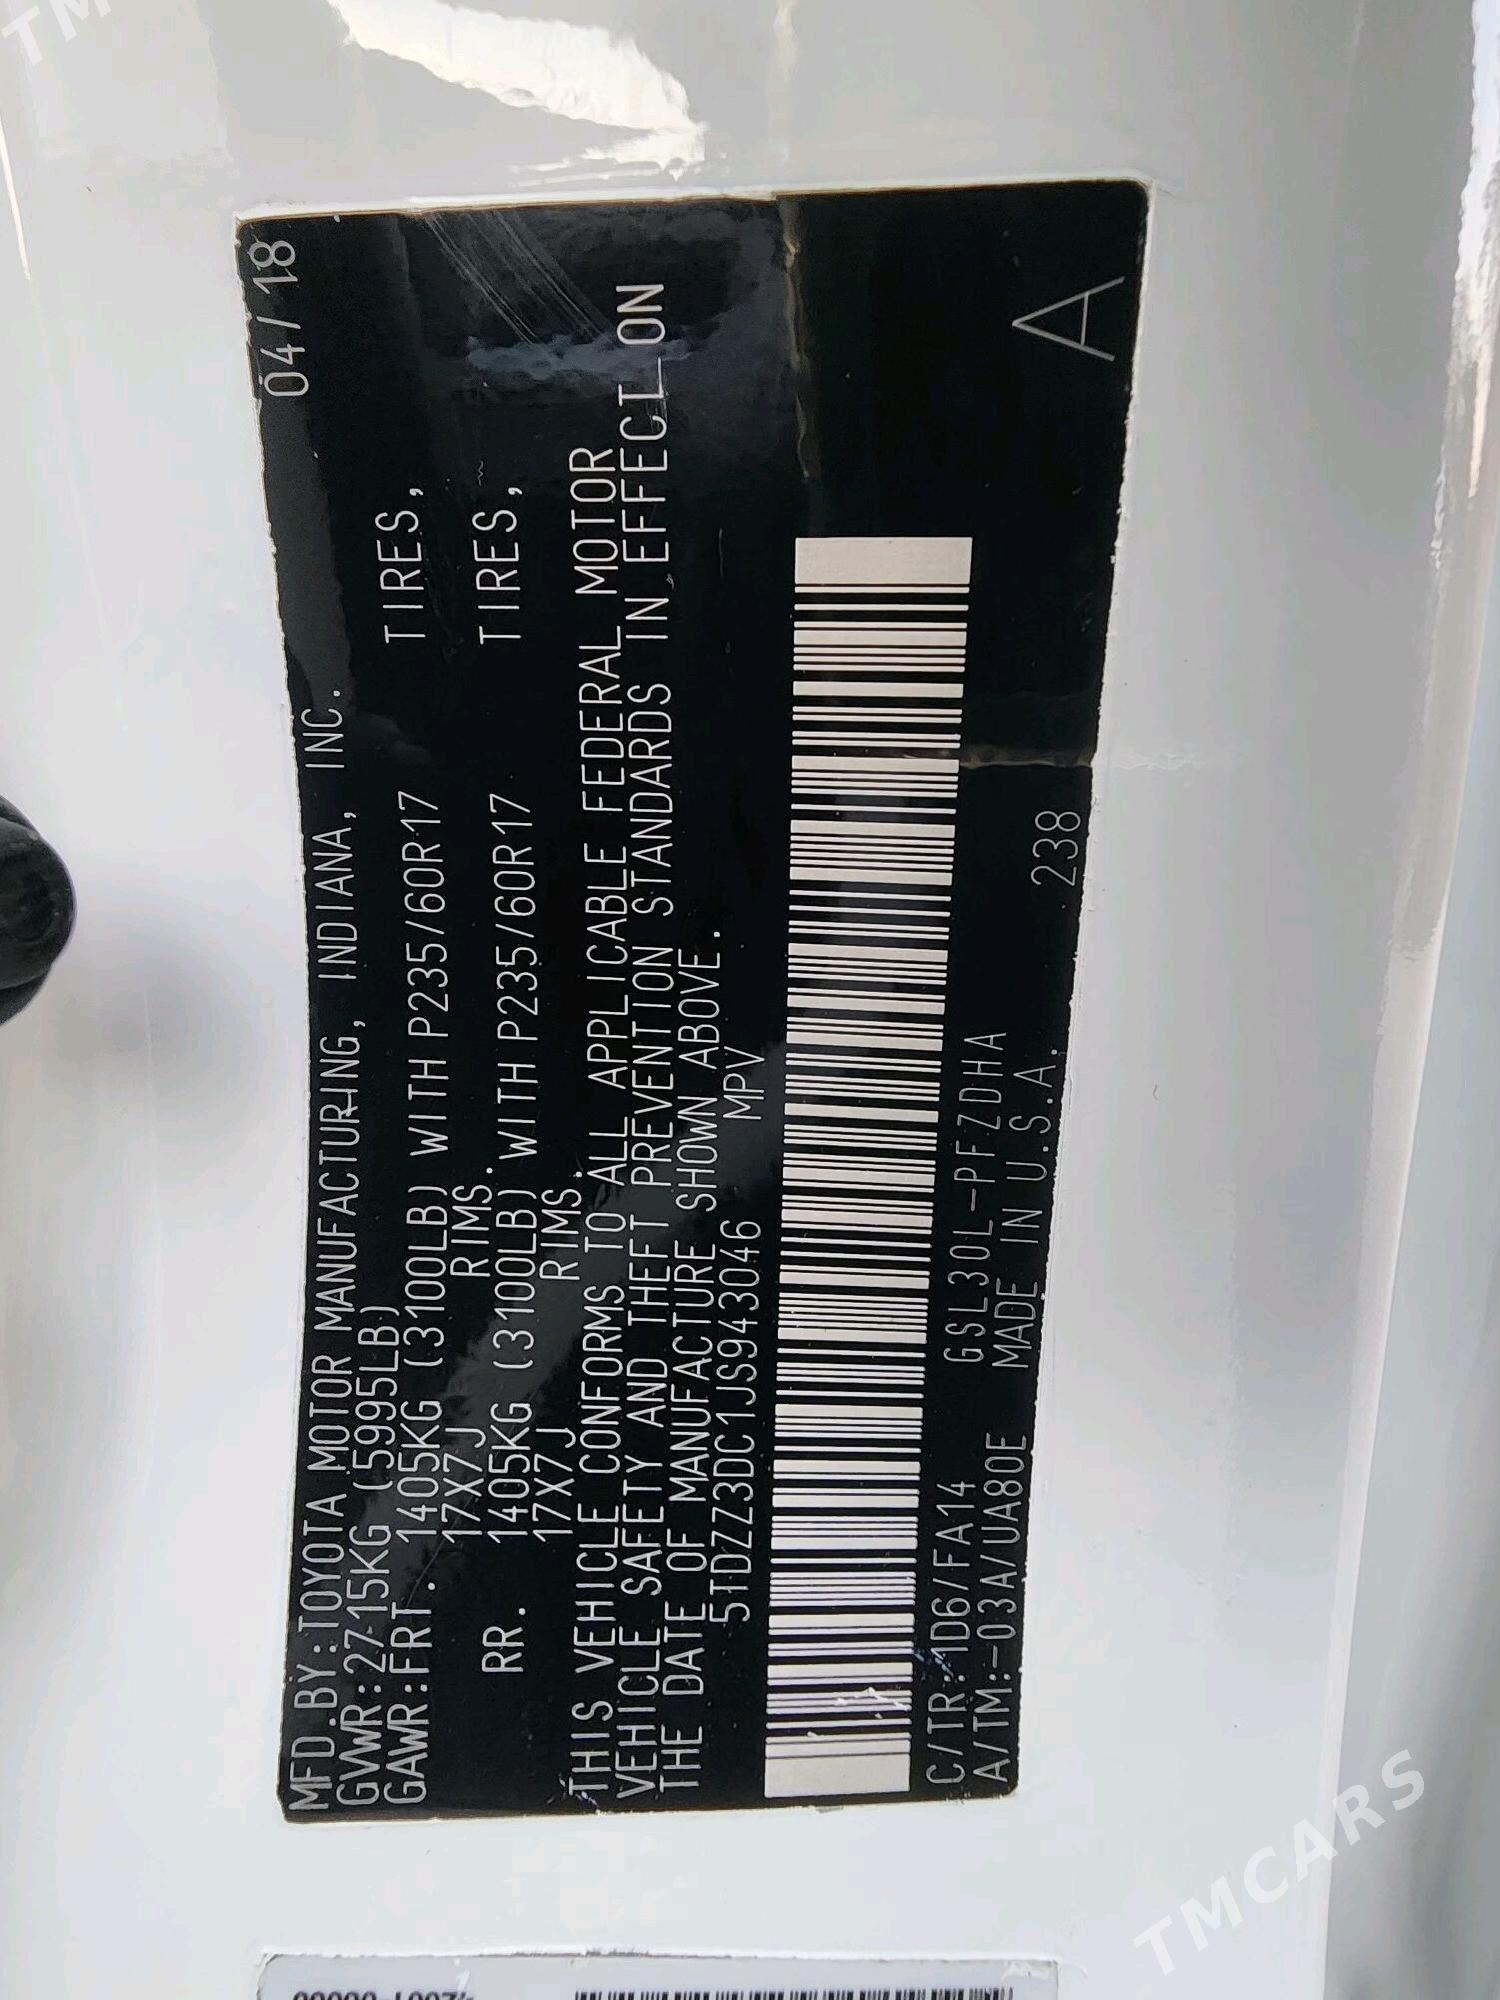 MFD.BY:TOYOTA MOTOR MANUFACTURING, INDIANA, INC. 04/18
GVWR:2715KG (5995LB)
GAWR:FRT. 1405KG (3100LB) WITH P235/60R17 TIRES,
17X7J RIMS.
RR. 1405KG (3100LB) WITH P235/60R17 TIRES,
17X7J RIMS.
THIS VEHICLE CONFORMS TO ALL APPLICABLE FEDERAL MOTOR
VEHICLE SAFETY AND THEFT PREVENTION STANDARDS IN EFFECT ON
THE DATE OF MANUFACTURE SHOWN ABOVE.
5TDZZ3DC1JS943046 MPV
C/TR:1D6/FA14 GSL30L-PFZDHA
A/TM:-03A/UA80E MADE IN U.S.A. 238
A
TMCARS
TM